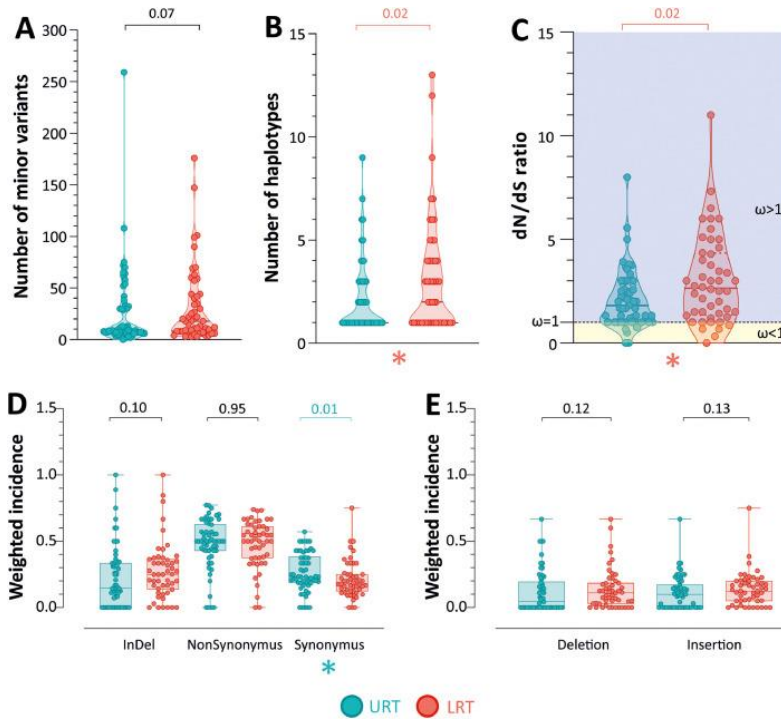 A
0.07
Number of minor variants
300
250
200
150
100
50
0
B
0.02
Number of haplotypes
15
10
5
0
*
C
0.02
dN/dS ratio
15
10
5
ω=1
0
ω>1
ω<1
*
D
Weighted incidence
1.5
1.0
0.5
0.0
0.10
0.95
0.01
InDel
NonSynonymus
Synonymus
*
E
Weighted incidence
1.5
1.0
0.5
0.0
0.12
0.13
Deletion
Insertion
URT
LRT